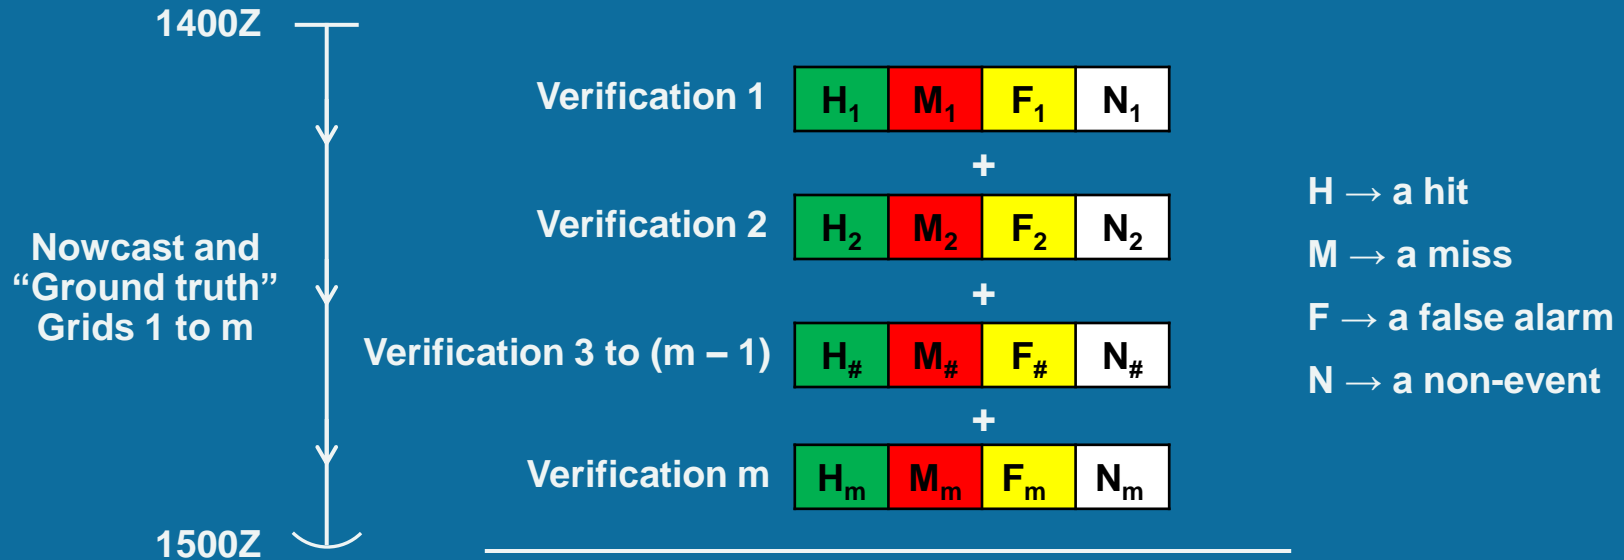 1400Z
Verification 1 H₁ M₁ F₁ N₁
+
Verification 2 H₂ M₂ F₂ N₂
+
Verification 3 to (m – 1) H# M# F# N#
+
Verification m Hₘ Mₘ Fₘ Nₘ
Nowcast and
“Ground truth”
Grids 1 to m
1500Z
H → a hit
M → a miss
F → a false alarm
N → a non-event